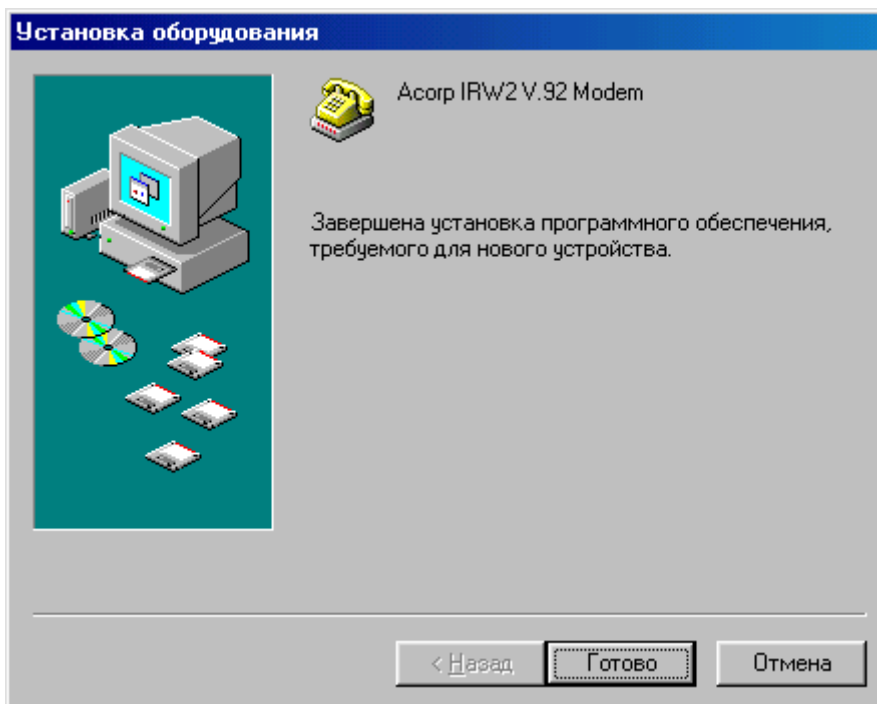 Установка оборудования
Acorp IRW2 V.92 Modem
Завершена установка программного обеспечения,
требуемого для нового устройства.
< Назад
Готово
Отмена